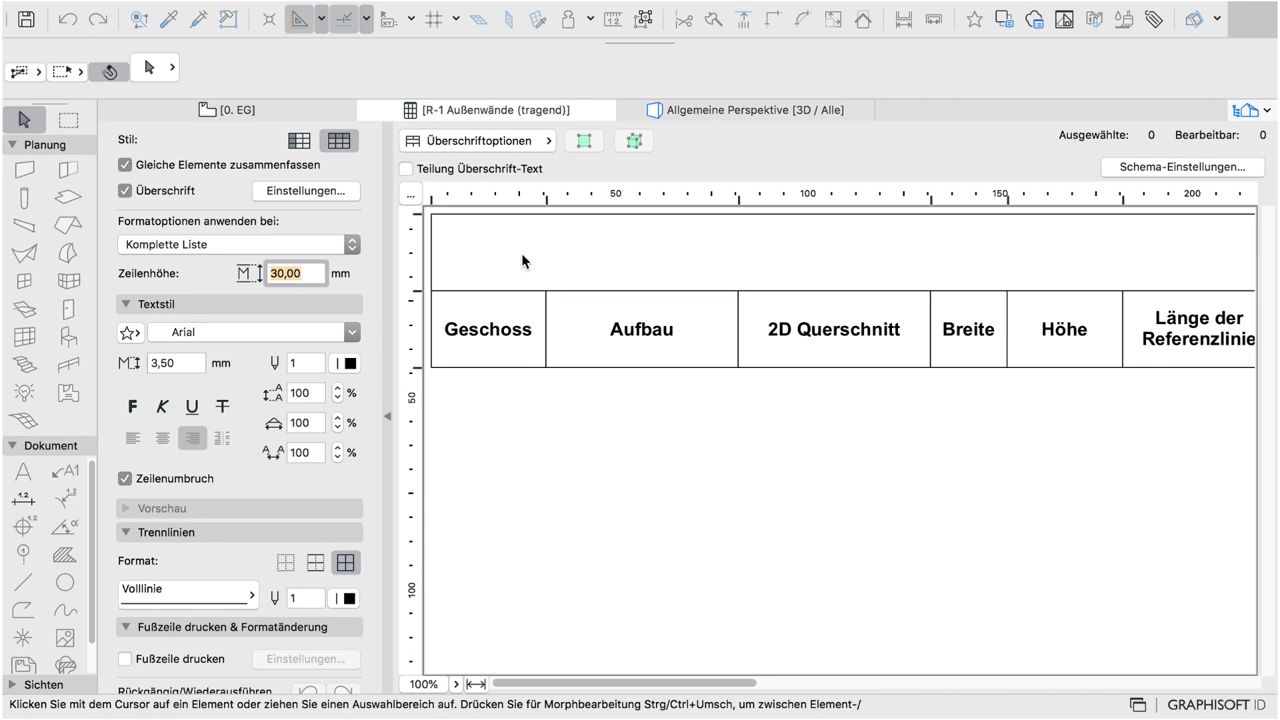 [0. EG]
[R-1 Außenwände (tragend)]
Allgemeine Perspektive [3D / Alle]
Planung
Dokument
Sichten
Stil:
Gleiche Elemente zusammenfassen
Überschrift
Einstellungen...
Formatoptionen anwenden bei:
Komplette Liste
Zeilenhöhe:
30,00
mm
Textstil
Arial
3,50
mm
1
100
%
F K U T
100
%
100
%
Zeilenumbruch
Vorschau
Trennlinien
Format:
Volllinie
1
Fußzeile drucken & Formatänderung
Fußzeile drucken
Einstellungen...
Rückgängig/Wiederausführen
Überschriftoptionen
Ausgewählte: 0
Bearbeitbar: 0
Teilung Überschrift-Text
Schema-Einstellungen...
...
50
100
150
200
Geschoss
Aufbau
2D Querschnitt
Breite
Höhe
Länge der
Referenzlinie
50
100
100%
Klicken Sie mit dem Cursor auf ein Element oder ziehen Sie einen Auswahlbereich auf. Drücken Sie für Morphbearbeitung Strg/Ctrl+Umsch, um zwischen Element-/
GRAPHISOFT ID